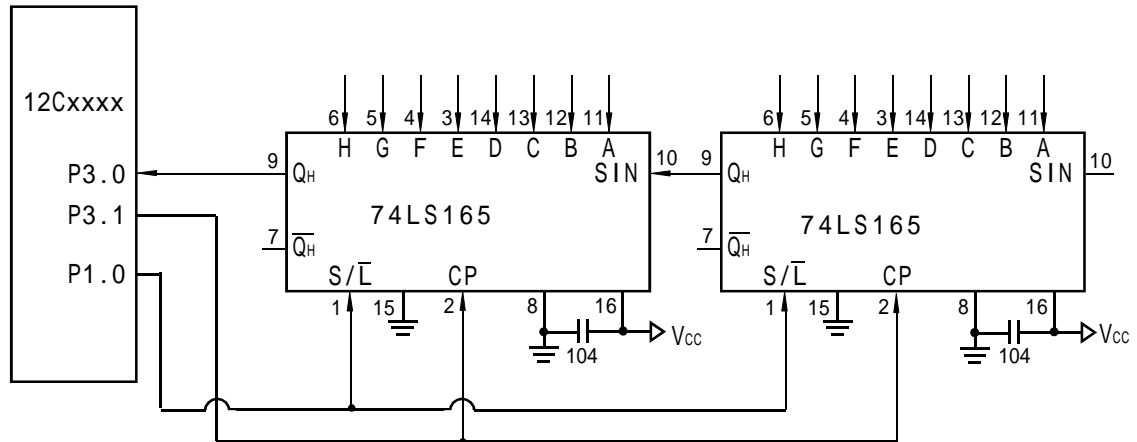 12Cxxxx
P3.0
P3.1
P1.0
6 5 4 3 14 13 12 11
H G F E D C B A
9 QH SIN 10
74LS165
7 Q̅H̅
S/L̅ CP
1 15 2 8 16
104 Vcc
6 5 4 3 14 13 12 11
H G F E D C B A
9 QH SIN 10
74LS165
7 Q̅H̅
S/L̅ CP
1 15 2 8 16
104 Vcc